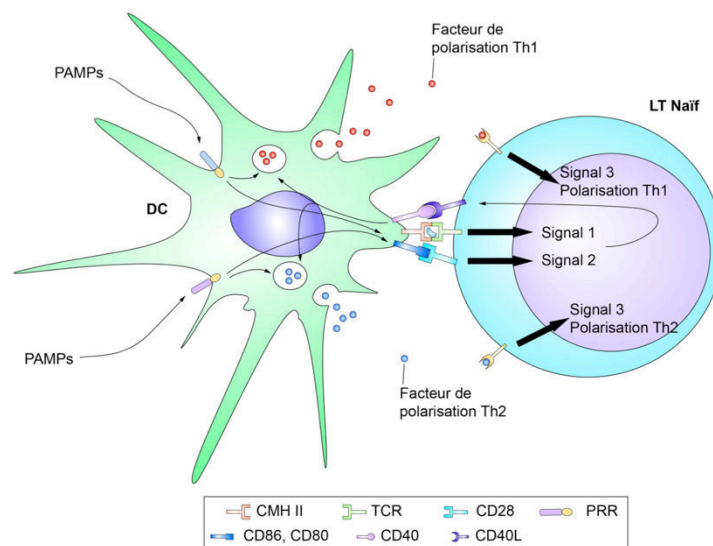 Facteur de
polarisation Th1
PAMPs
LT Naïf
Signal 3
Polarisation Th1
DC
Signal 1
Signal 2
Signal 3
Polarisation Th2
PAMPs
Facteur de
polarisation Th2
CMH II
TCR
CD28
PRR
CD86, CD80
CD40
CD40L